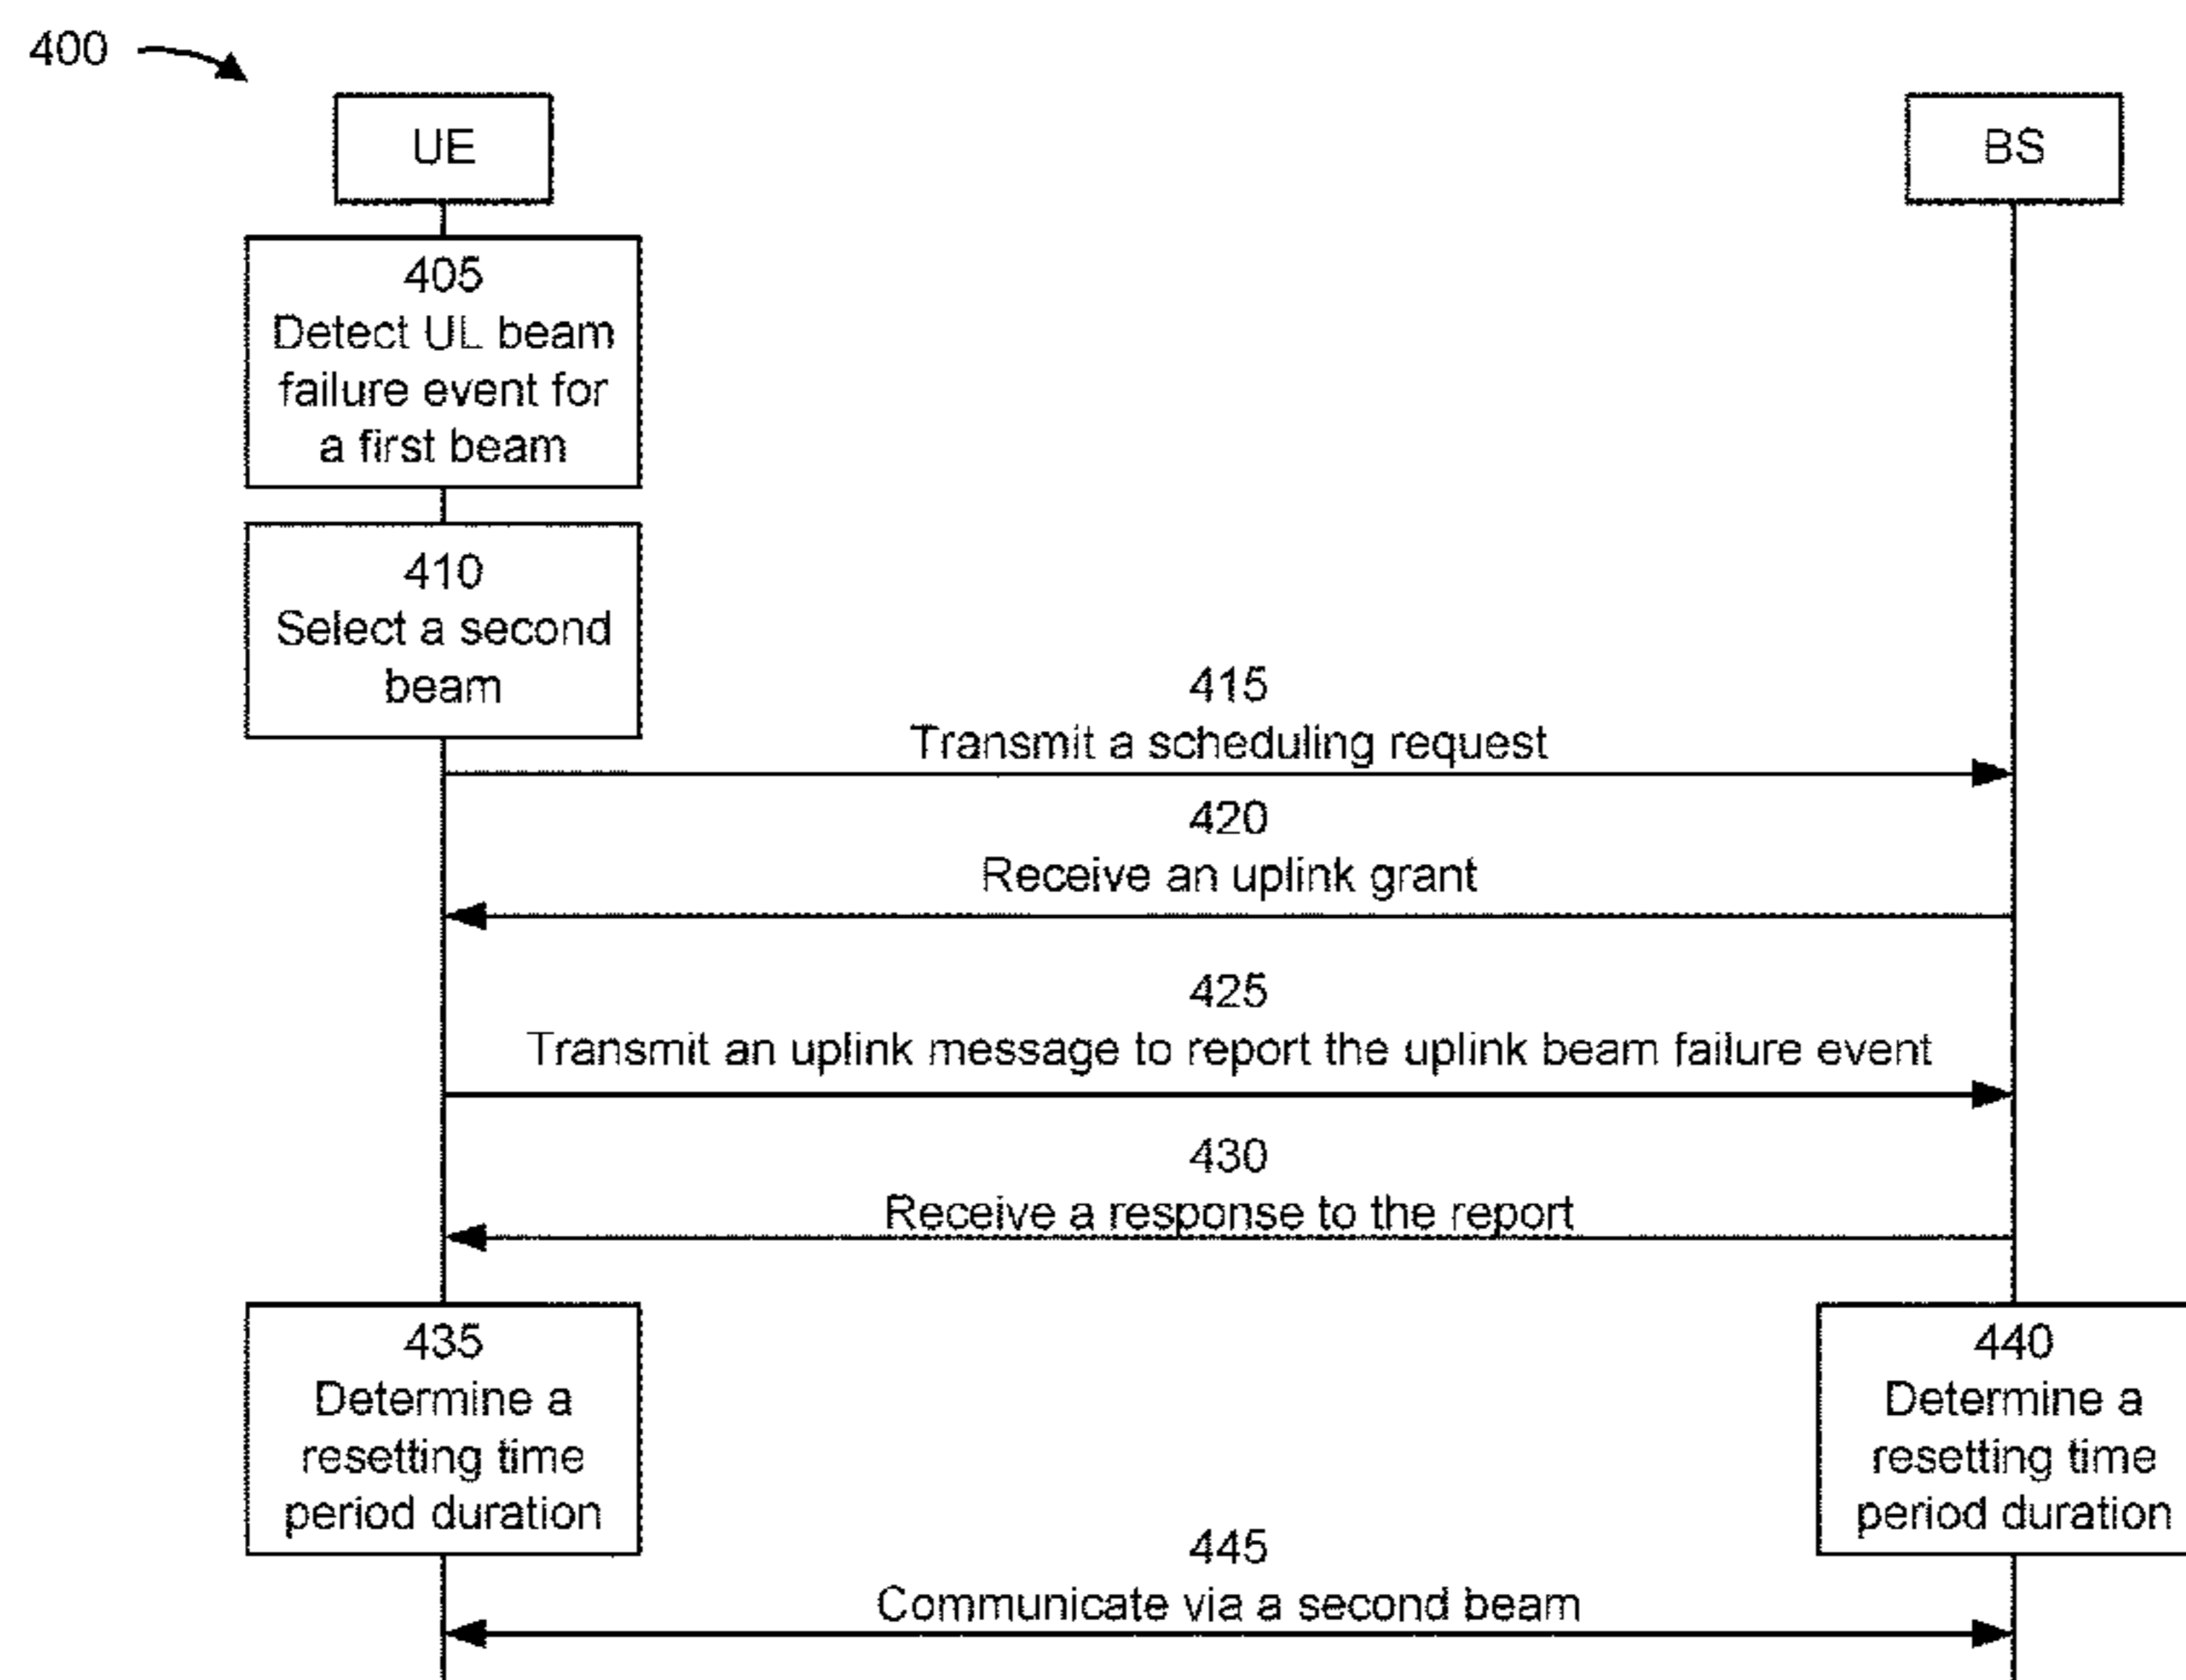 400
UE
BS
405
Detect UL beam
failure event for
a first beam
410
Select a second
beam
415
Transmit a scheduling request
420
Receive an uplink grant
425
Transmit an uplink message to report the uplink beam failure event
430
Receive a response to the report
435
Determine a
resetting time
period duration
440
Determine a
resetting time
period duration
445
Communicate via a second beam